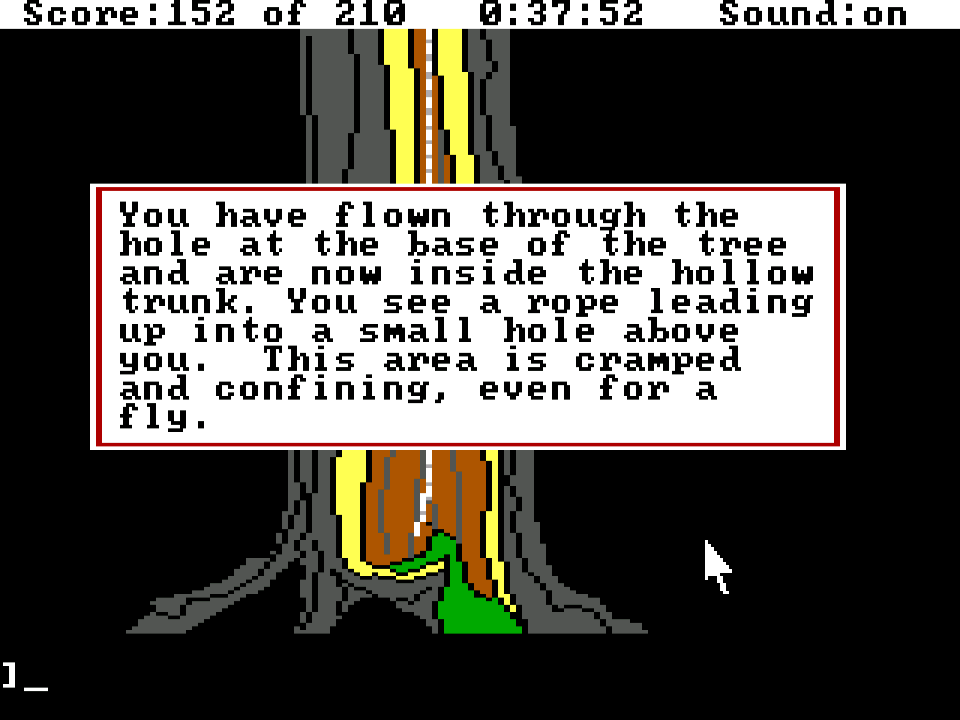 Score:152 of 210 0:37:52 Sound:on
You have flown through the
hole at the base of the tree
and are now inside the hollow
trunk. You see a rope leading
up into a small hole above
you. This area is cramped
and confining, even for a
fly.
]_